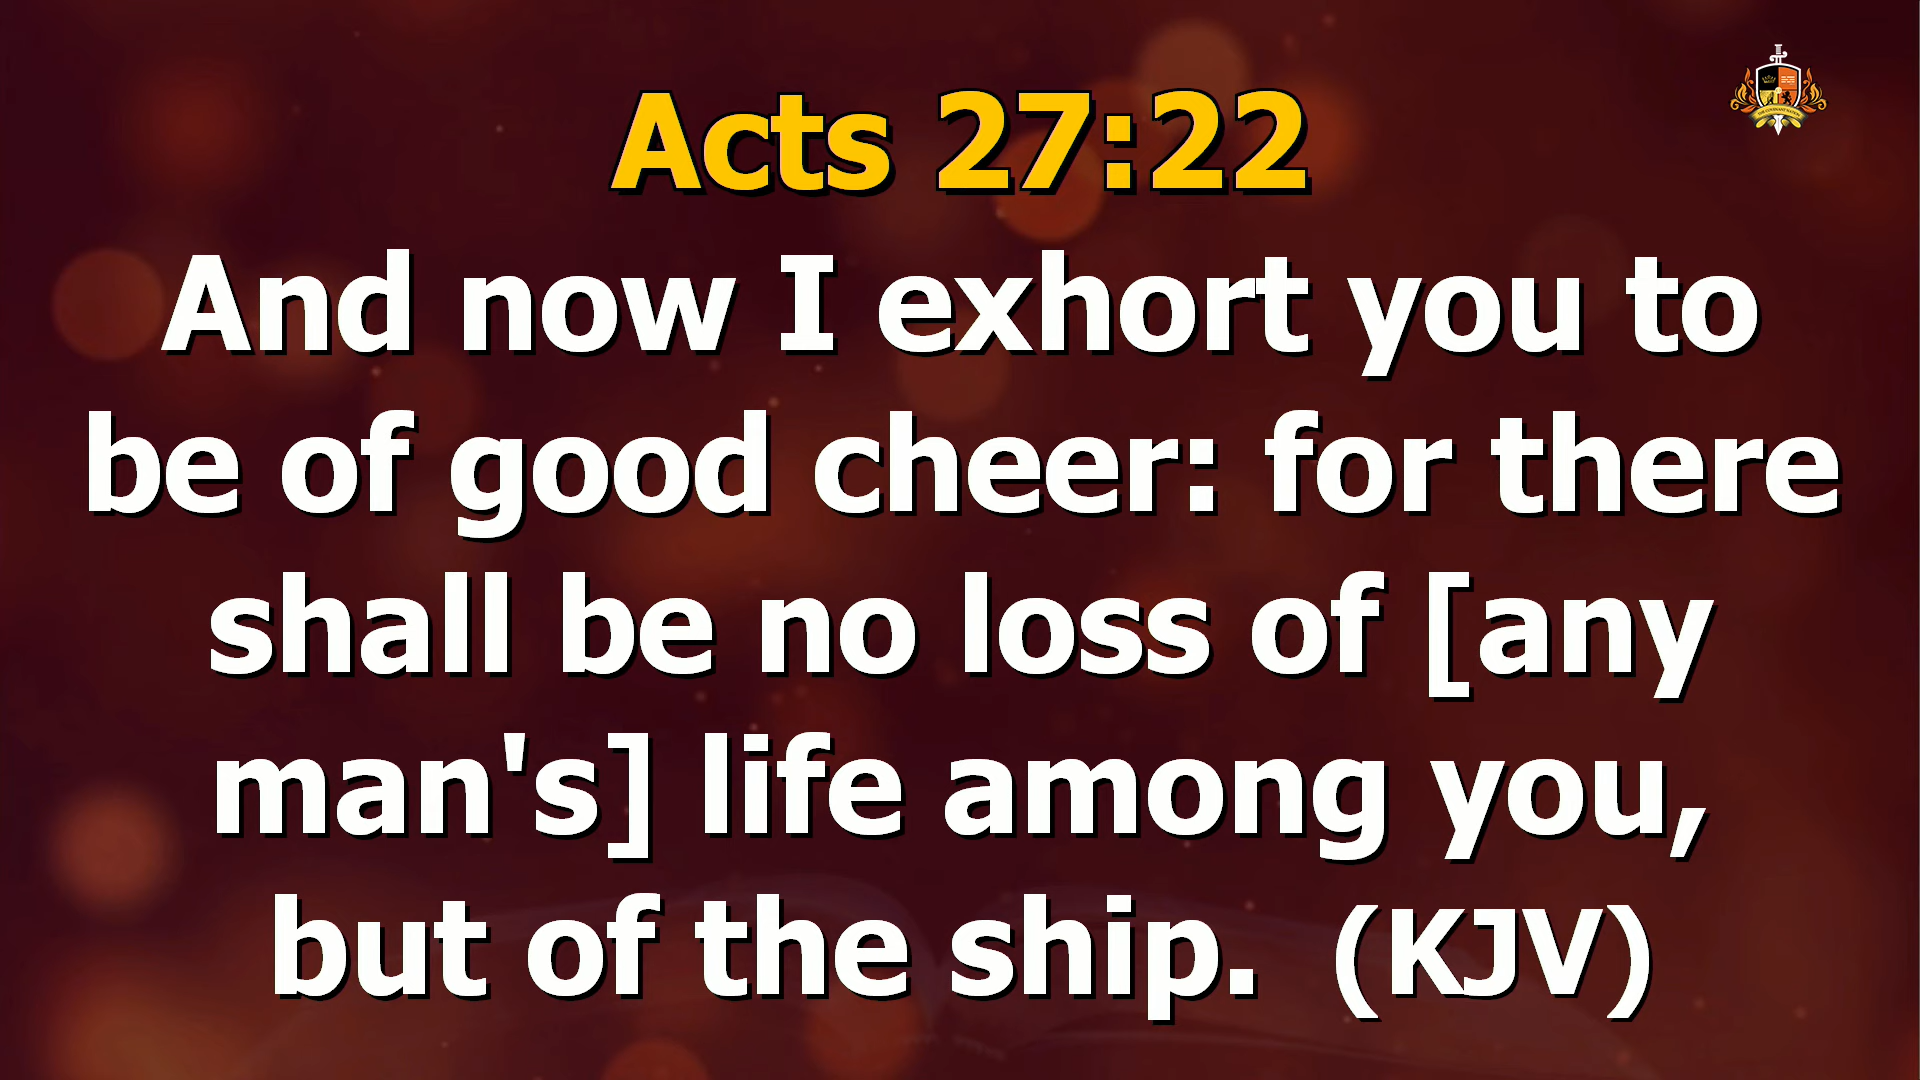 Acts 27:22
And now I exhort you to
be of good cheer: for there
shall be no loss of [any
man's] life among you,
but of the ship.  (KJV)